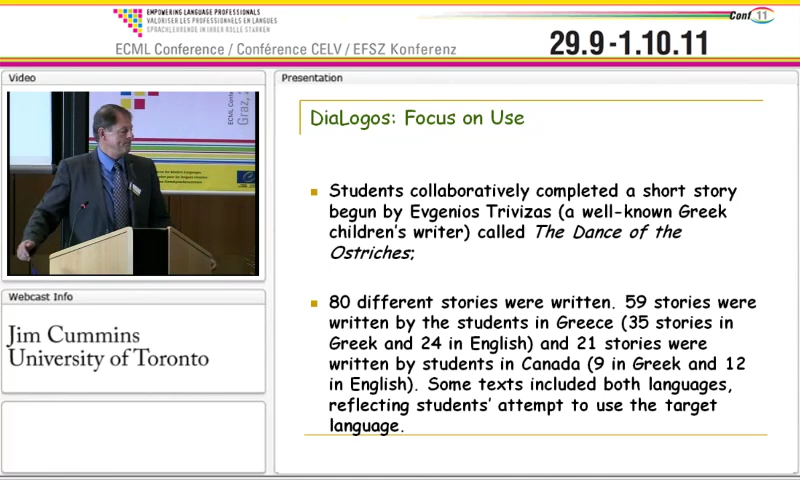 EMPOWERING LANGUAGE PROFESSIONALS
VALORISER LES PROFESSIONNELS EN LANGUES
SPRACHLEHRENDE IN IHRER ROLLE STÄRKEN
ECML Conference / Conférence CELV / EFSZ Konferenz
Conf 11
29.9 -1.10.11
Video
ECML Con
Graz, 2
Webcast Info
Jim Cummins
University of Toronto
Presentation
DiaLogos: Focus on Use
Students collaboratively completed a short story
begun by Evgenios Trivizas (a well-known Greek
children's writer) called The Dance of the
Ostriches;
80 different stories were written. 59 stories were
written by the students in Greece (35 stories in
Greek and 24 in English) and 21 stories were
written by students in Canada (9 in Greek and 12
in English). Some texts included both languages,
reflecting students' attempt to use the target
language.